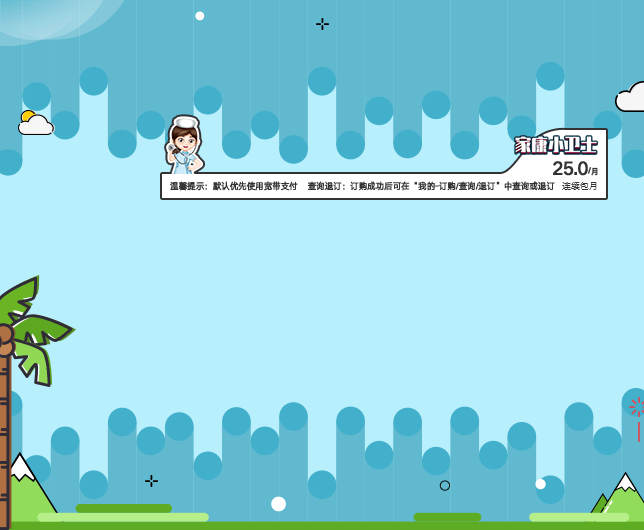 家康小卫士
25.0/月
温馨提示：默认优先使用宽带支付 查询退订：订购成功后可在“我的-订购/查询/退订”中查询或退订 连续包月